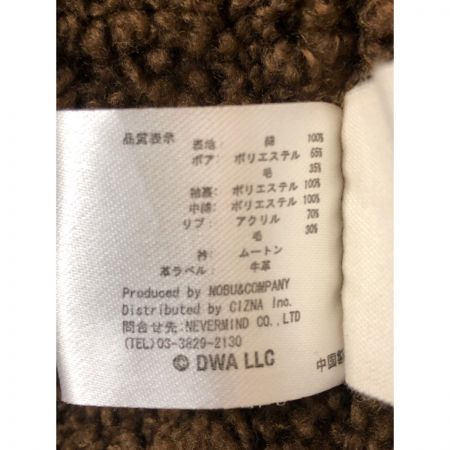 品質表示
表地 綿 100%
ボア: ポリエステル 65%
毛 35%
袖裏: ポリエステル 100%
中綿: ポリエステル 100%
リブ: アクリル 70%
毛 30%
衿: ムートン
革ラベル: 牛革
Produced by NOBU&COMPANY
Distributed by CIZNA Inc.
問合せ先:NEVERMIND CO.,LTD
(TEL)03-3829-2130
© DWA LLC
中国製